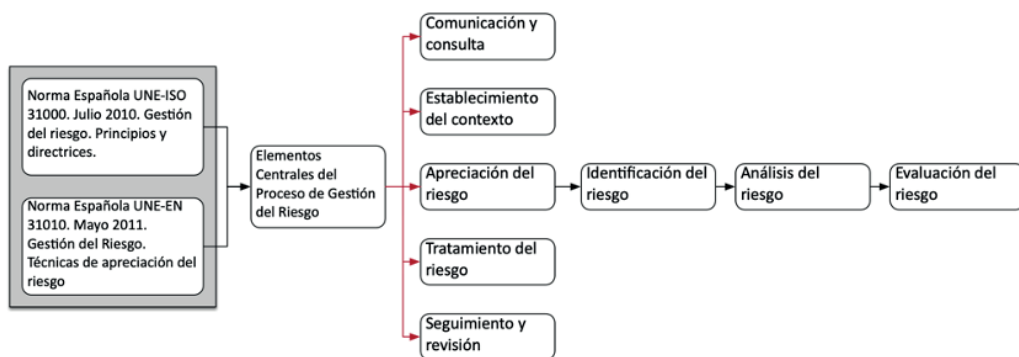 Norma Española UNE-ISO
31000. Julio 2010. Gestión
del riesgo. Principios y
directrices.
Norma Española UNE-EN
31010. Mayo 2011.
Gestión del Riesgo.
Técnicas de apreciación del
riesgo
Elementos
Centrales del
Proceso de Gestión
del Riesgo
Comunicación y
consulta
Establecimiento
del contexto
Apreciación del
riesgo
Identificación del
riesgo
Análisis del
riesgo
Evaluación del
riesgo
Tratamiento del
riesgo
Seguimiento y
revisión